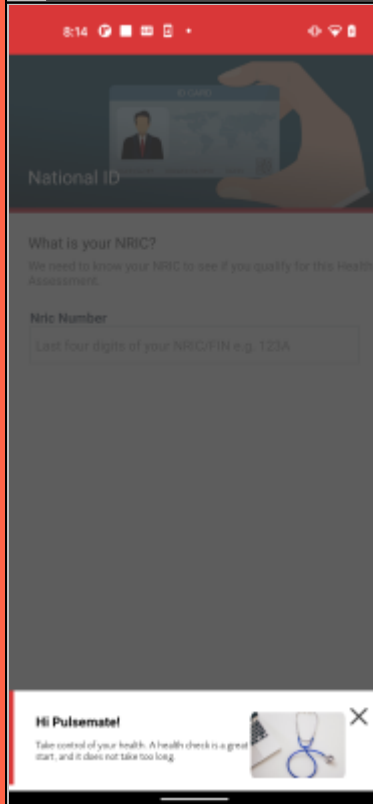 8:14
ID CARD
National ID
What is your NRIC?
We need to know your NRIC to see if you qualify for this Health
Assessment.
Nric Number
Last four digits of your NRIC/FIN e.g. 123A
Hi Pulsemate!
Take control of your health. A health check is a great
start, and it does not take too long.